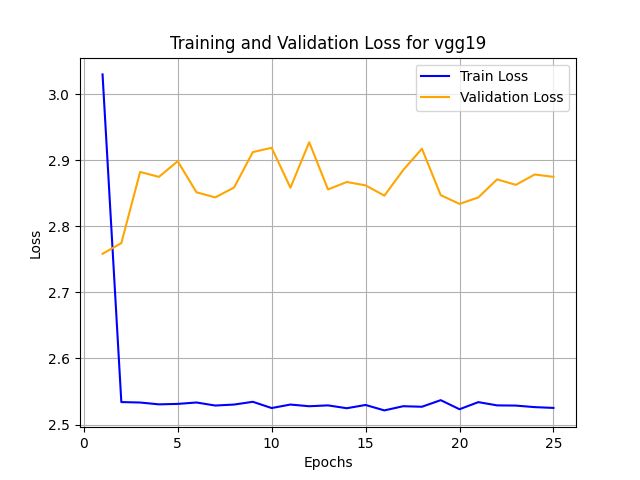 Training and Validation Loss for vgg19
Train Loss
Validation Loss
3.0
2.9
2.8
2.7
2.6
2.5
Loss
0
5
10
15
20
25
Epochs